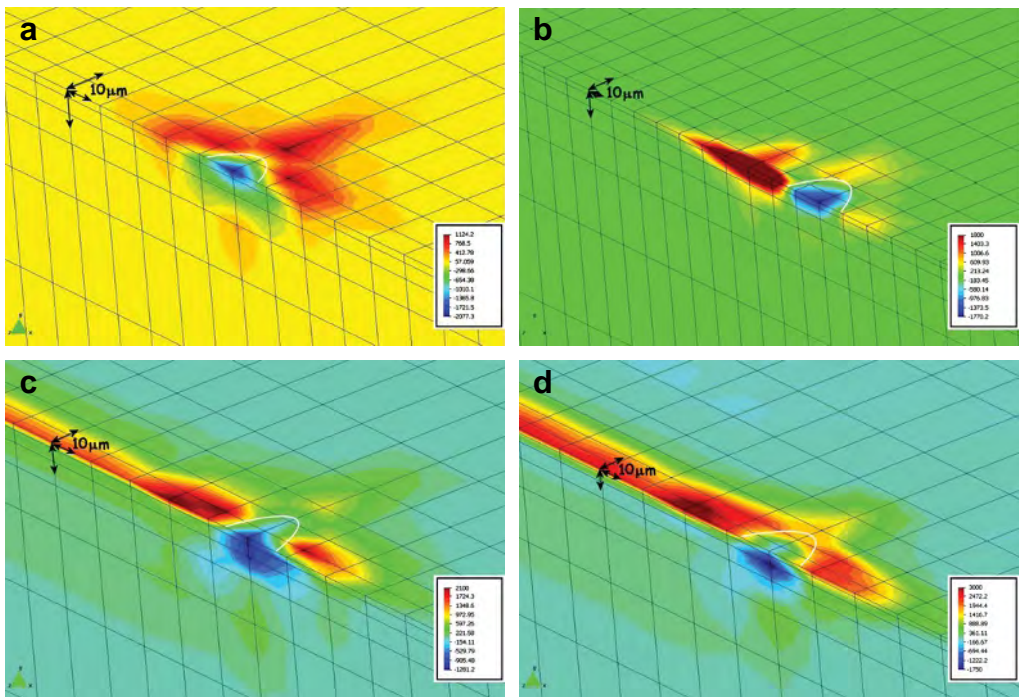 a
10μm
1124.2
768.5
412.78
57.059
-298.66
-654.38
-1010.1
-1365.8
-1721.5
-2077.3
y
z
x
b
10μm
1800
1403.3
1006.6
609.93
213.24
-183.45
-580.14
-976.83
-1373.5
-1770.2
y
z
x
c
10μm
2100
1724.3
1348.6
972.95
597.26
221.58
-154.11
-529.79
-905.49
-1281.2
y
z
x
d
10μm
3000
2472.2
1944.4
1416.7
888.89
361.11
-166.67
-694.44
-1222.2
-1750
y
z
x